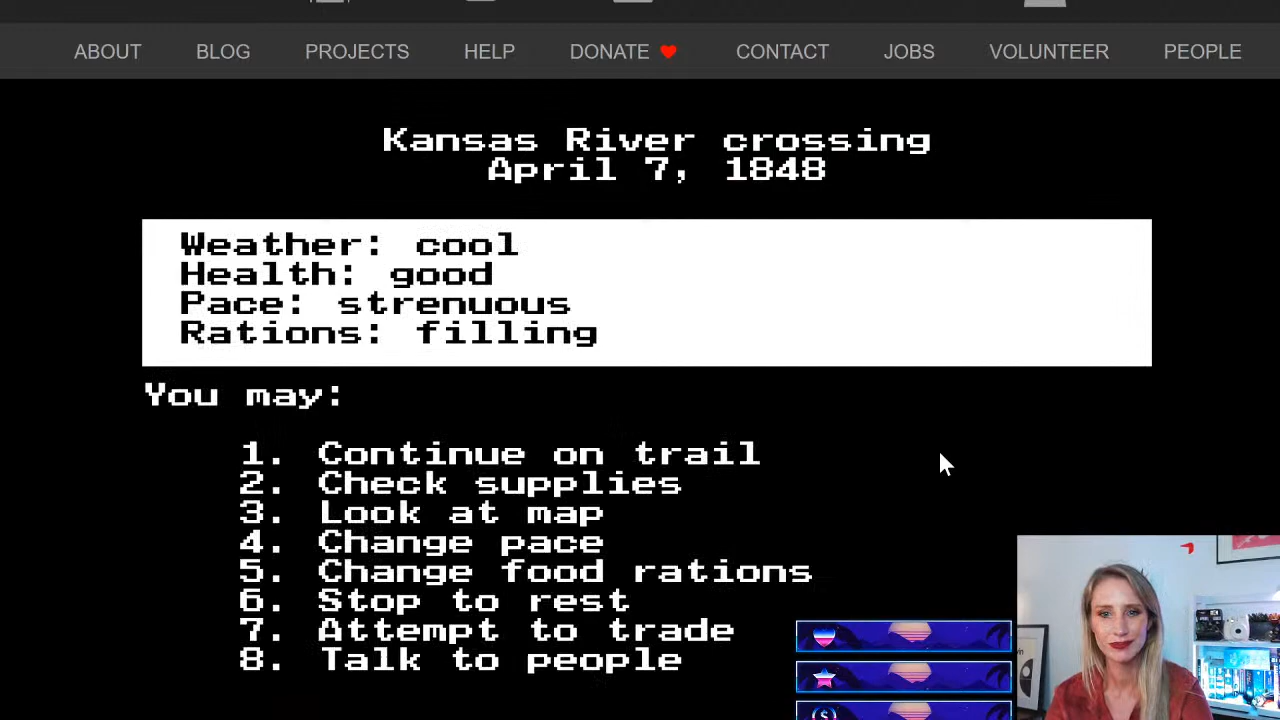 ABOUT BLOG PROJECTS HELP DONATE CONTACT JOBS VOLUNTEER PEOPLE
Kansas River crossing
April 7, 1848
Weather: cool
Health: good
Pace: strenuous
Rations: filling
You may:
1. Continue on trail
2. Check supplies
3. Look at map
4. Change pace
5. Change food rations
6. Stop to rest
7. Attempt to trade
8. Talk to people